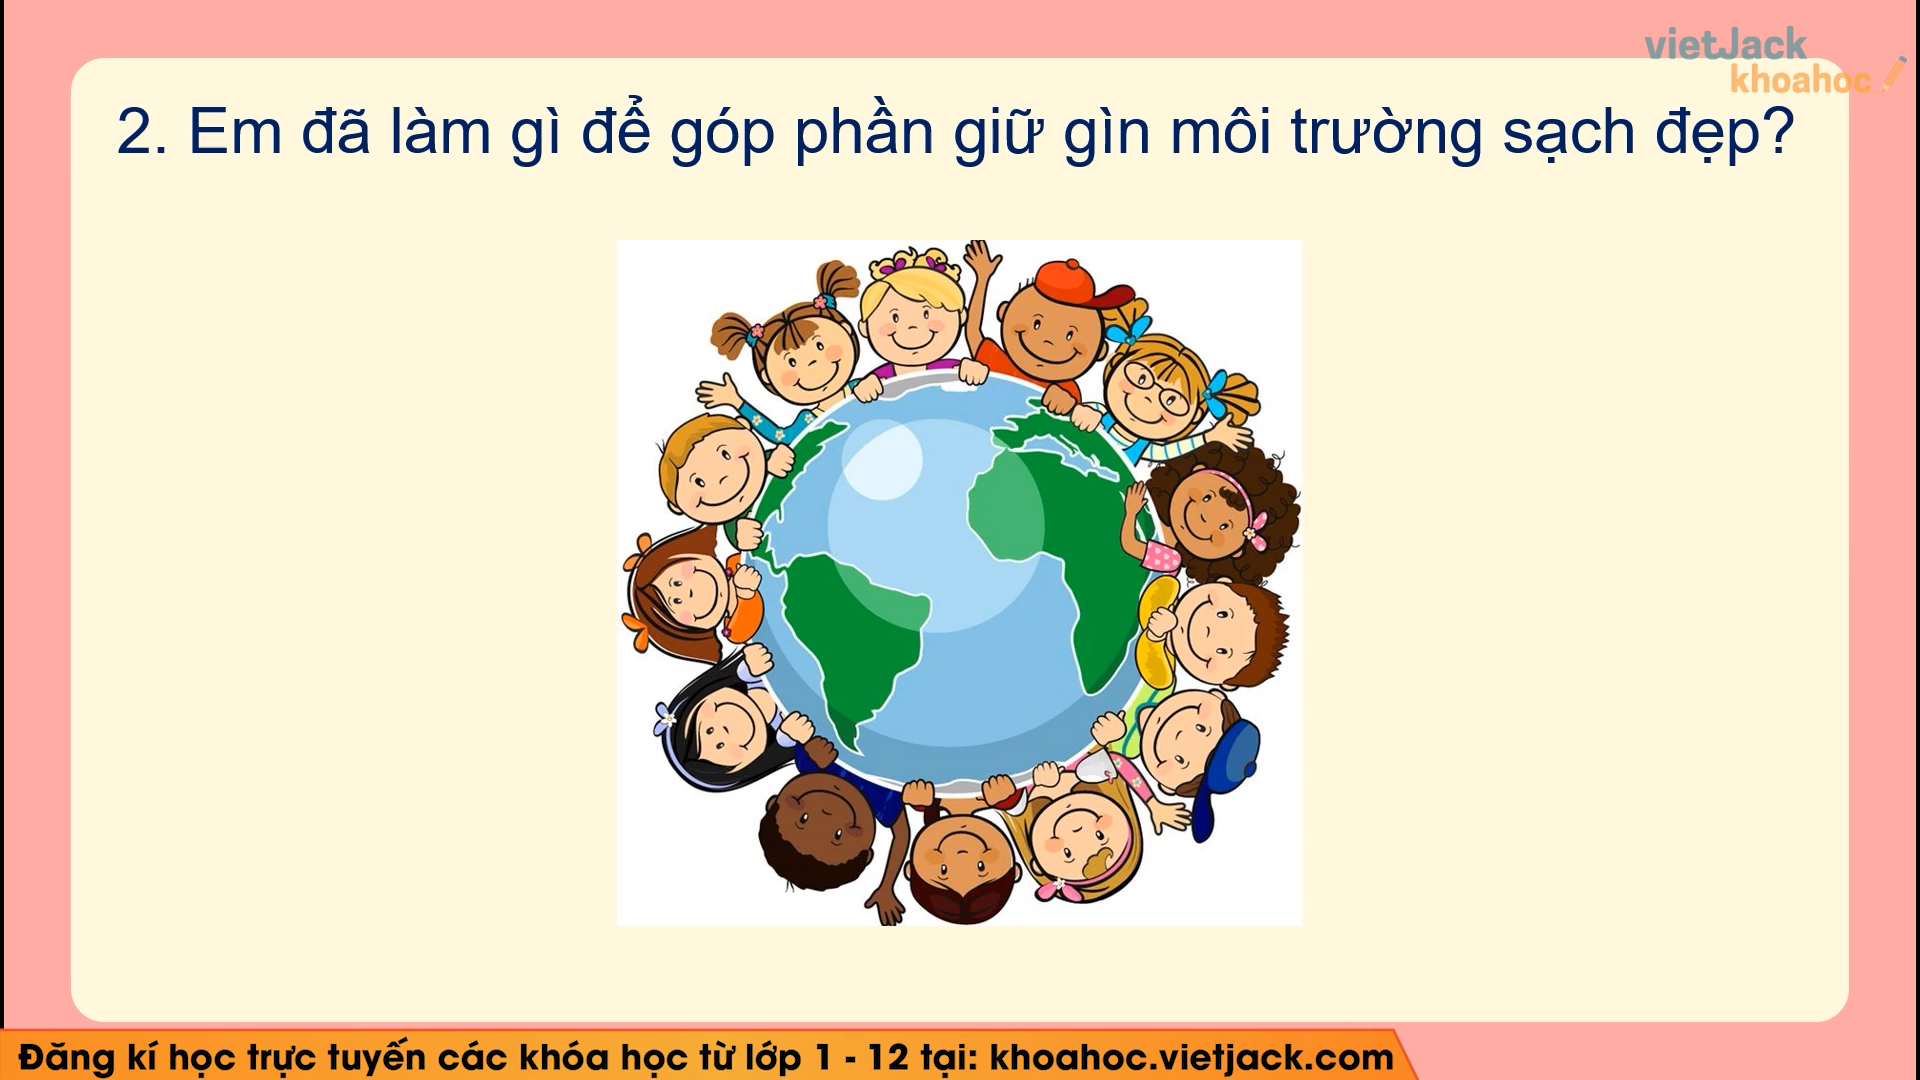 vietJack
khoahoc
2. Em đã làm gì để góp phần giữ gìn môi trường sạch đẹp?
Đăng kí học trực tuyến các khóa học từ lớp 1 - 12 tại: khoahoc.vietjack.com